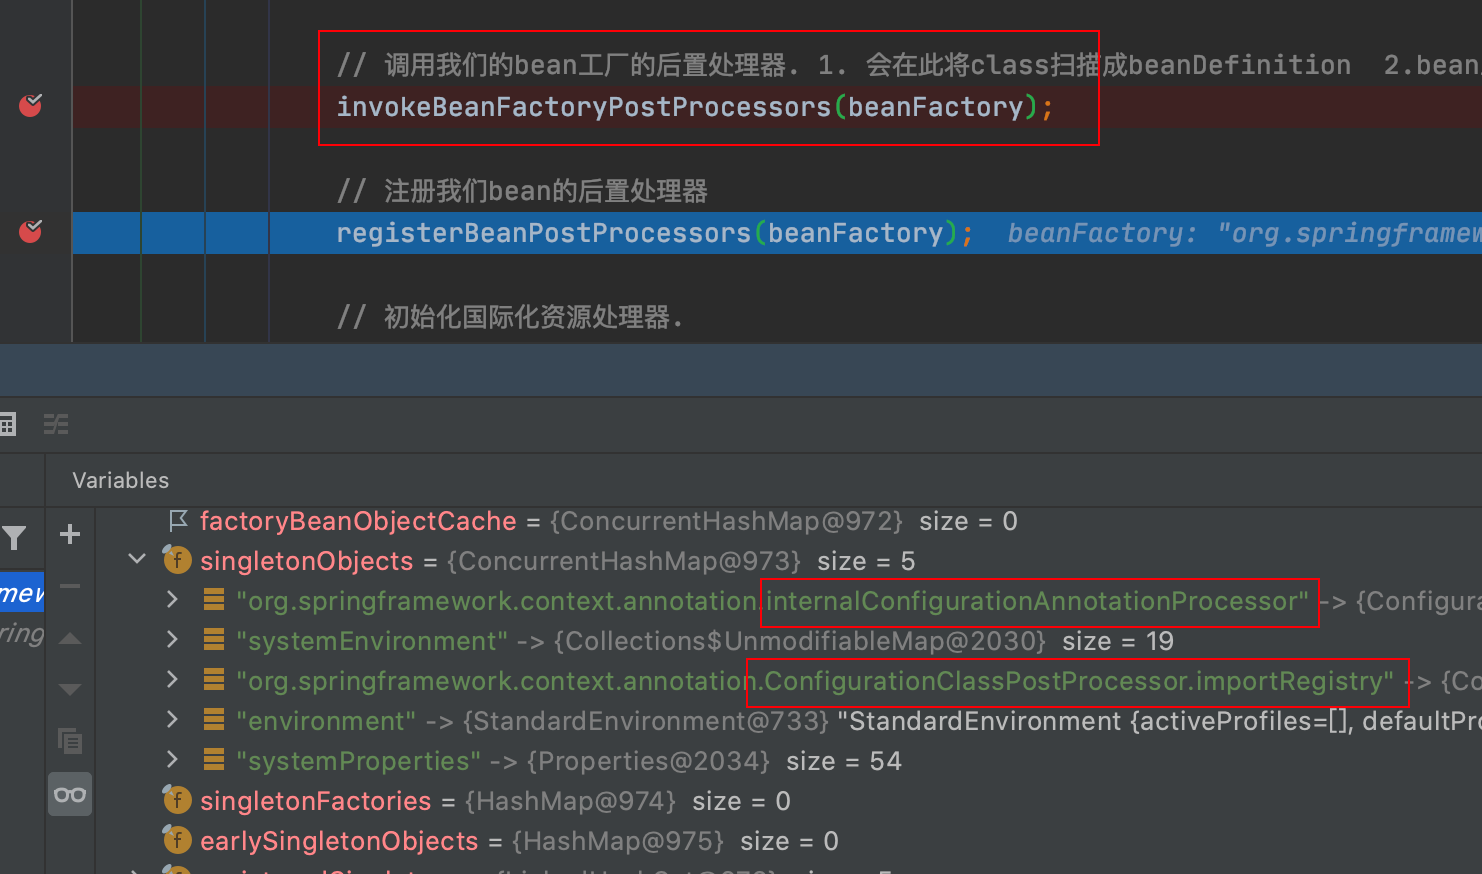 // 调用我们的bean工厂的后置处理器. 1. 会在此将class扫描成beanDefinition 2.bean
invokeBeanFactoryPostProcessors(beanFactory);
// 注册我们bean的后置处理器
registerBeanPostProcessors(beanFactory); beanFactory: "org.springframew
// 初始化国际化资源处理器.
Variables
factoryBeanObjectCache = {ConcurrentHashMap@972} size = 0
singletonObjects = {ConcurrentHashMap@973} size = 5
"org.springframework.context.annotation.internalConfigurationAnnotationProcessor" -> {Configura
mew
"systemEnvironment" -> {Collections$UnmodifiableMap@2030} size = 19
ring
"org.springframework.context.annotation.ConfigurationClassPostProcessor.importRegistry" -> {Co
"environment" -> {StandardEnvironment@733} "StandardEnvironment {activeProfiles=[], defaultPro
"systemProperties" -> {Properties@2034} size = 54
singletonFactories = {HashMap@974} size = 0
earlySingletonObjects = {HashMap@975} size = 0